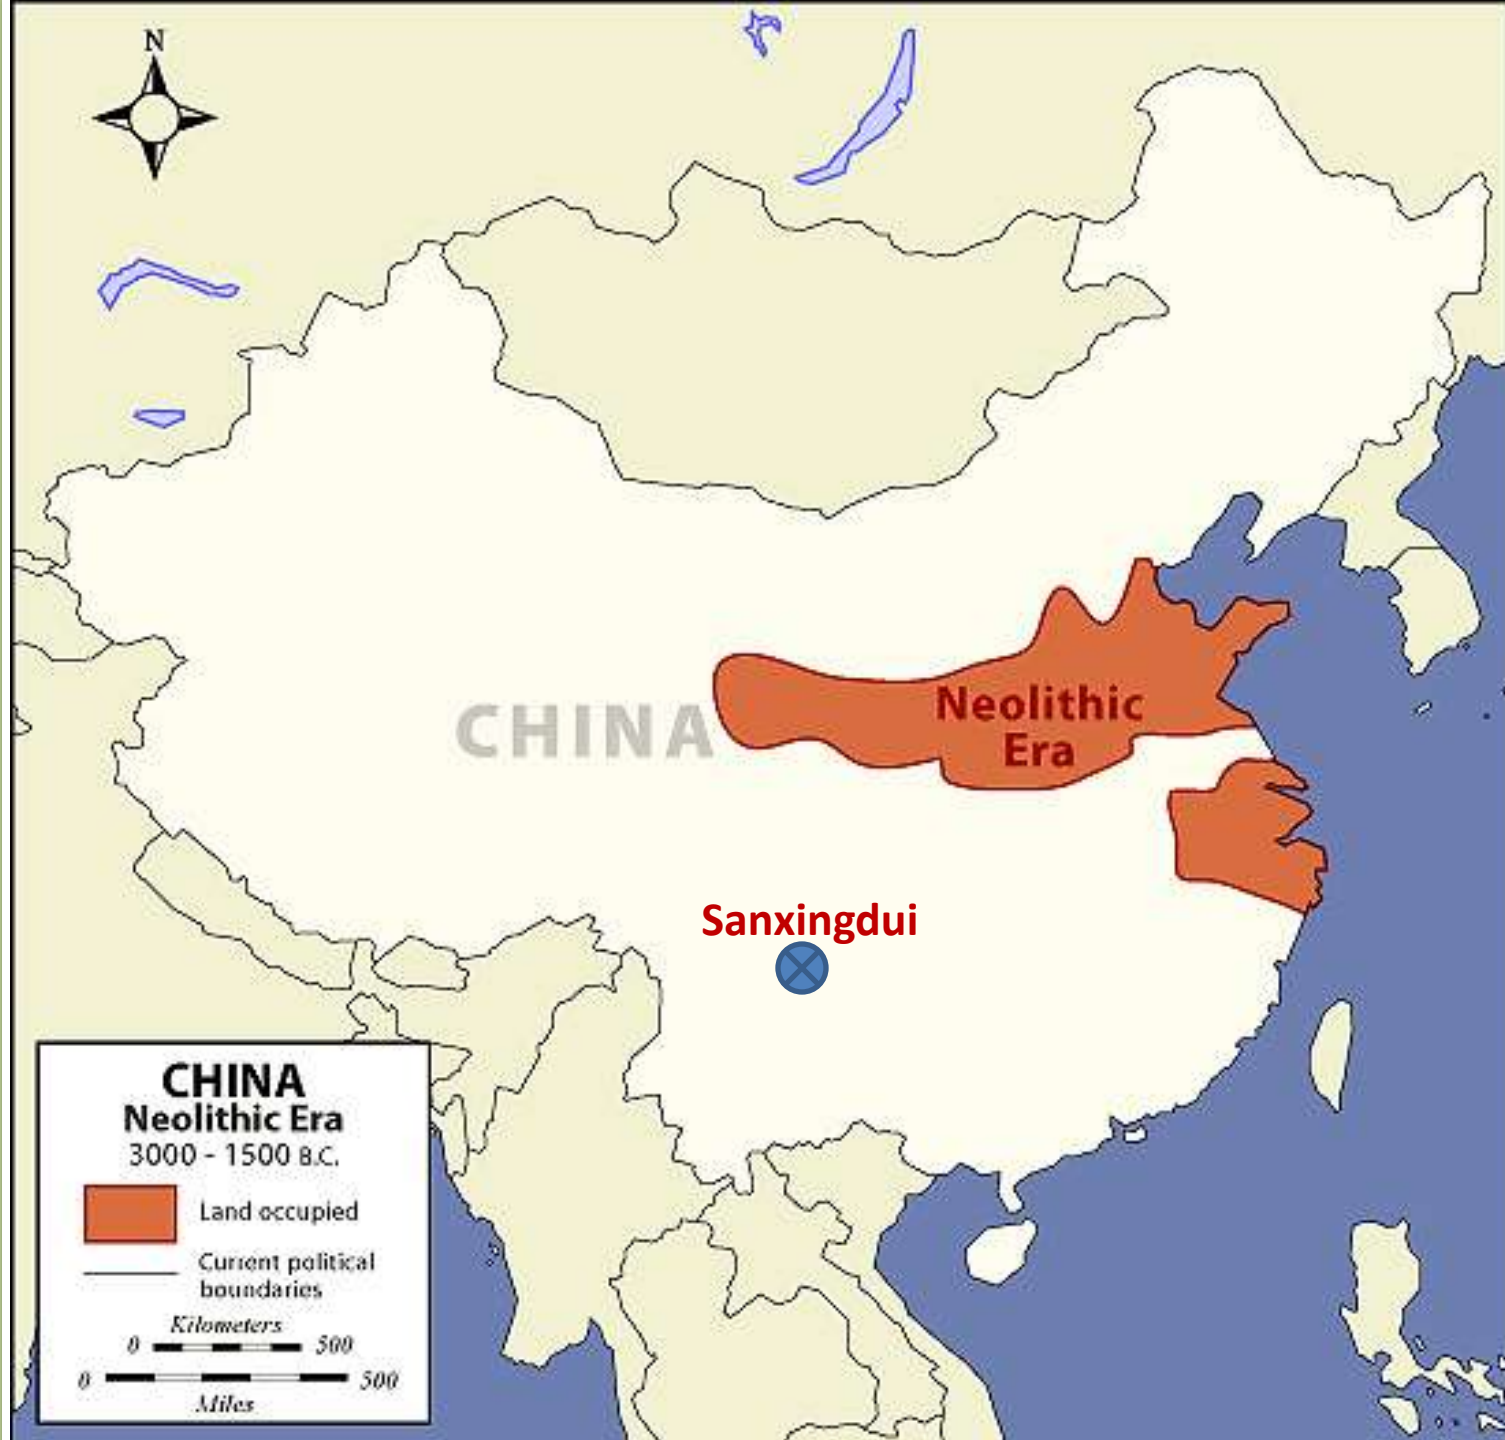 N
CHINA
Neolithic
Era
Sanxingdui
CHINA
Neolithic Era
3000 - 1500 B.C.
Land occupied
Current political
boundaries
Kilometers
0 500
0 500
Miles